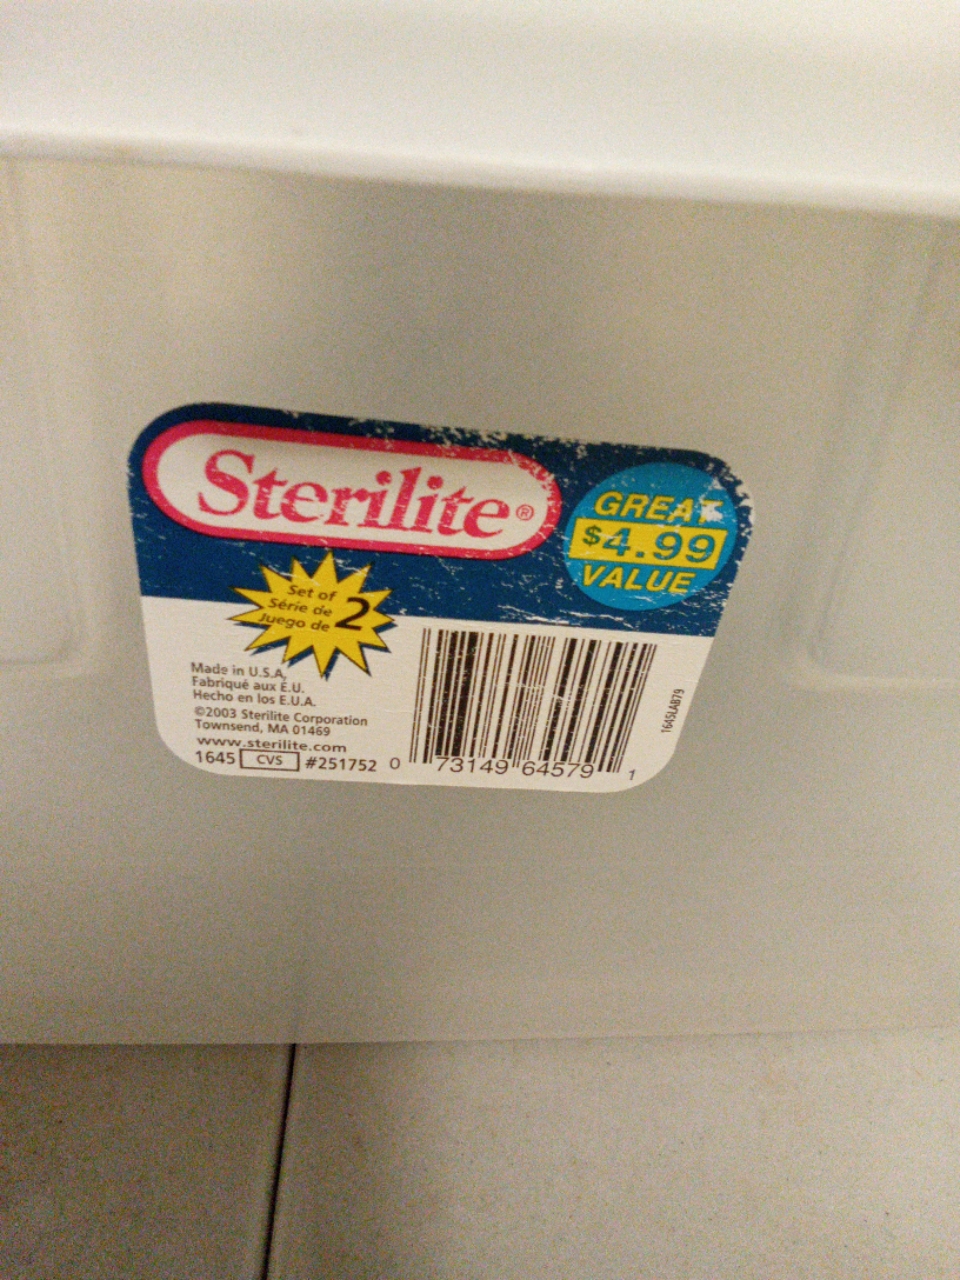 Sterilite®
GREAT
$4.99
VALUE
Set of
Série de
Juego de
2
Made in U.S.A.
Fabriqué aux É.U.
Hecho en los E.U.A.
©2003 Sterilite Corporation
Townsend, MA 01469
www.sterilite.com
1645 CVS #251752
0 73149 64579 1
1645LAB79